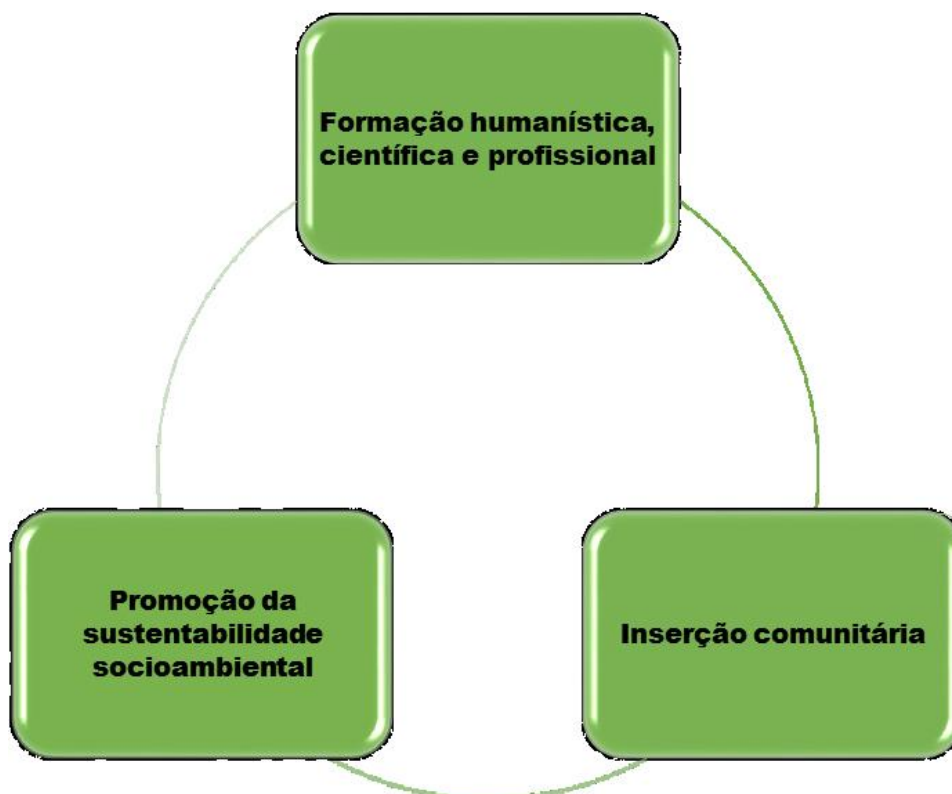 Formação humanística,
científica e profissional
Promoção da
sustentabilidade
socioambiental
Inserção comunitária